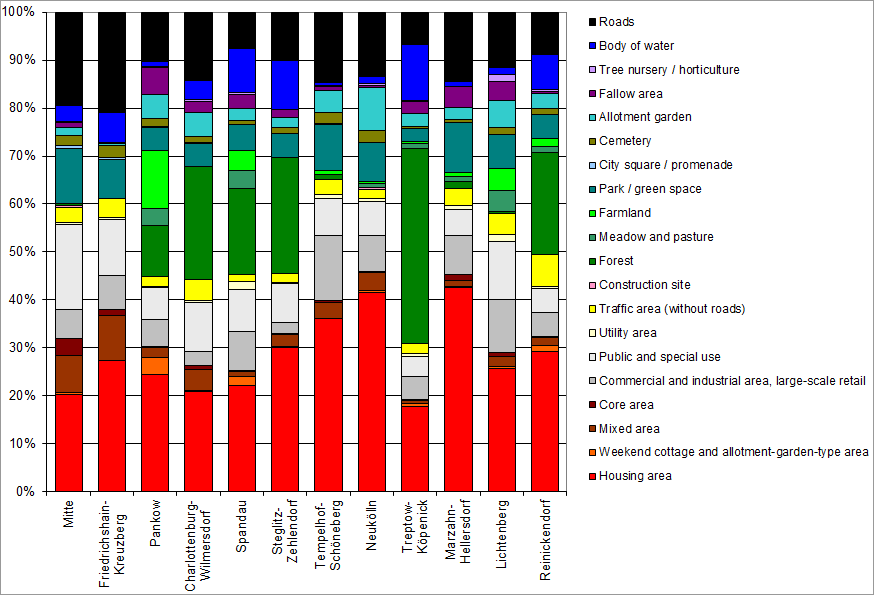 100%
90%
80%
70%
60%
50%
40%
30%
20%
10%
0%
Mitte
Friedrichshain-
Kreuzberg
Pankow
Charlottenburg-
Wilmersdorf
Spandau
Steglitz-
Zehlendorf
Tempelhof-
Schöneberg
Neukölln
Treptow-
Köpenick
Marzahn-
Hellersdorf
Lichtenberg
Reinickendorf
Roads
Body of water
Tree nursery / horticulture
Fallow area
Allotment garden
Cemetery
City square / promenade
Park / green space
Farmland
Meadow and pasture
Forest
Construction site
Traffic area (without roads)
Utility area
Public and special use
Commercial and industrial area, large-scale retail
Core area
Mixed area
Weekend cottage and allotment-garden-type area
Housing area